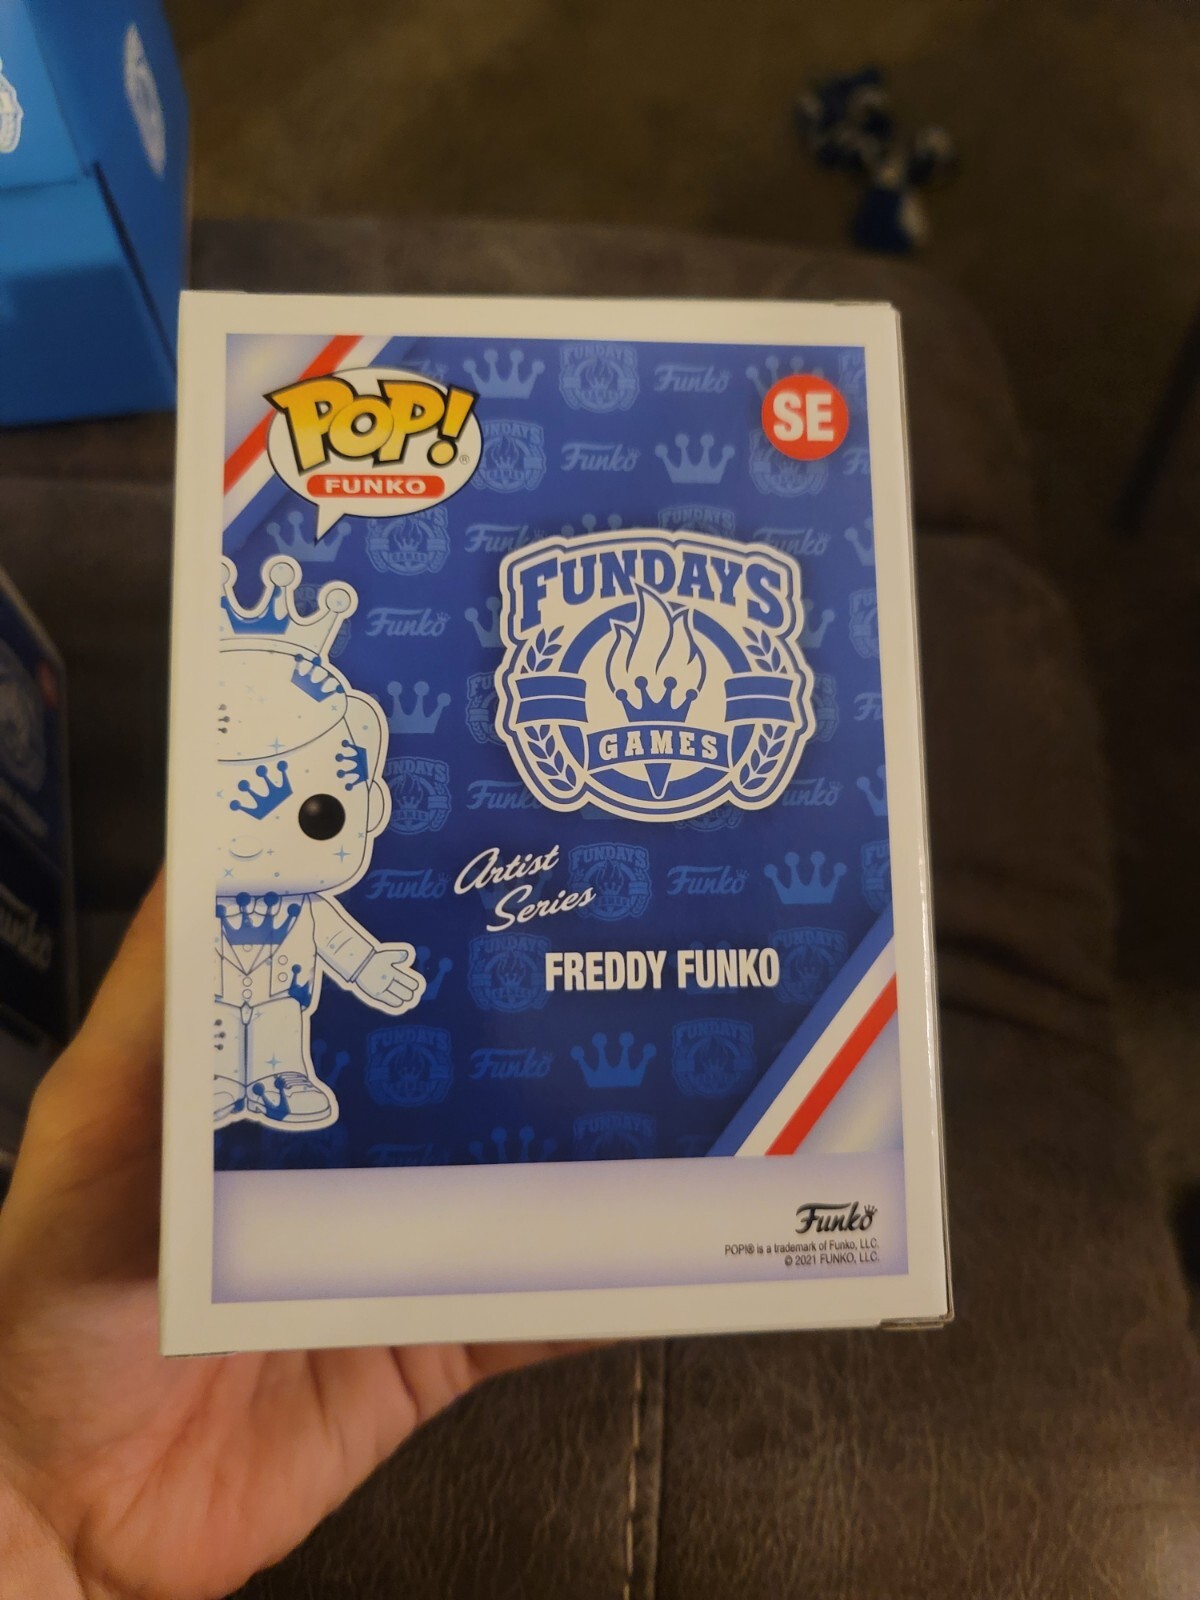 POP!®
FUNKO
SE
FUNDAYS
GAMES
Artist
Series
FREDDY FUNKO
Funko
POP!® is a trademark of Funko, LLC.
© 2021 FUNKO, LLC.